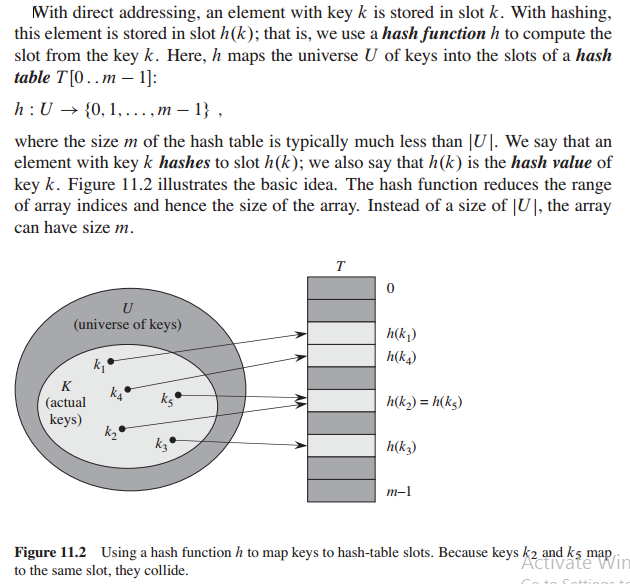 With direct addressing, an element with key k is stored in slot k. With hashing,
this element is stored in slot h(k); that is, we use a hash function h to compute the
slot from the key k. Here, h maps the universe U of keys into the slots of a hash
table T[0..m − 1]:
h : U → {0, 1, ..., m − 1} ,
where the size m of the hash table is typically much less than |U|. We say that an
element with key k hashes to slot h(k); we also say that h(k) is the hash value of
key k. Figure 11.2 illustrates the basic idea. The hash function reduces the range
of array indices and hence the size of the array. Instead of a size of |U|, the array
can have size m.
T
0
U
(universe of keys)
h(k₁)
h(k₄)
k₁
K
(actual
keys)
k₄
k₅
h(k₂) = h(k₅)
k₂
k₃
h(k₃)
m–1
Figure 11.2 Using a hash function h to map keys to hash-table slots. Because keys k₂ and k₅ map
to the same slot, they collide.
Activate Win
Go to Settings to